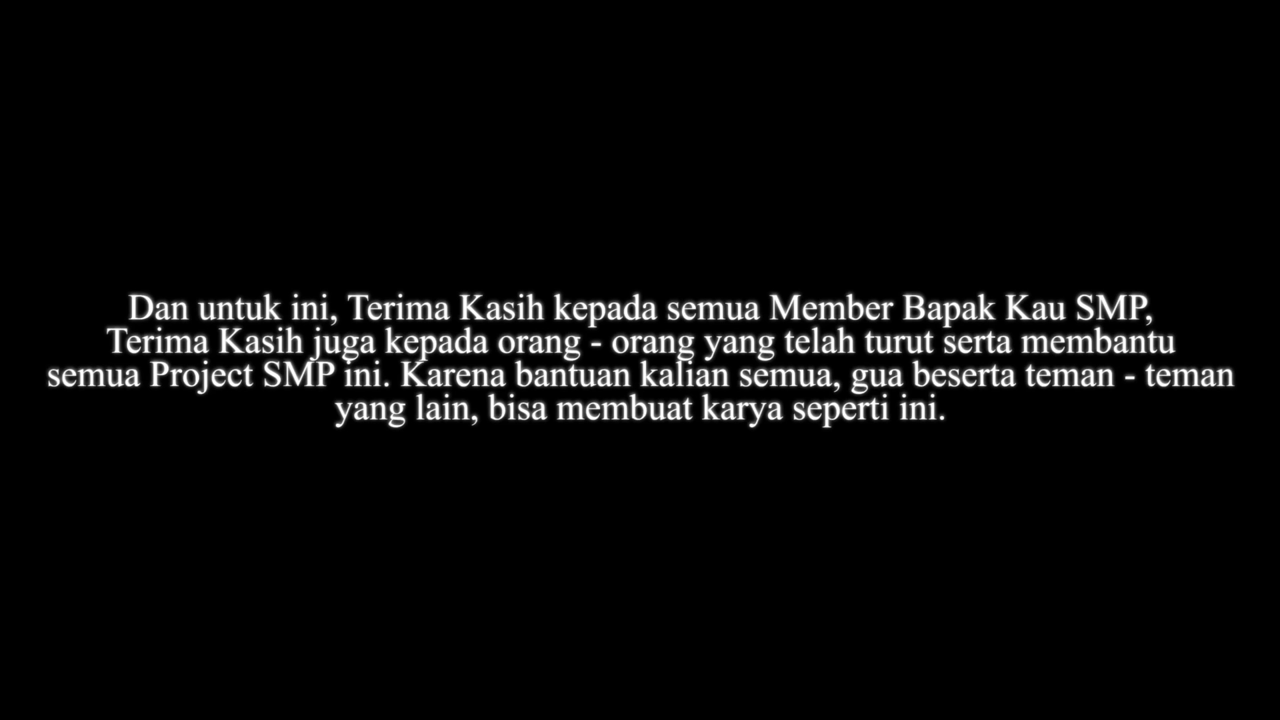 Dan untuk ini, Terima Kasih kepada semua Member Bapak Kau SMP,
Terima Kasih juga kepada orang - orang yang telah turut serta membantu
semua Project SMP ini. Karena bantuan kalian semua, gua beserta teman - teman
yang lain, bisa membuat karya seperti ini.